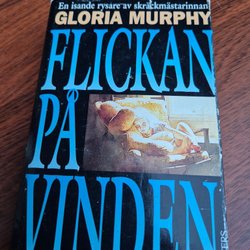 En isande rysare av skräckmästarinnan
GLORIA MURPHY
FLICKAN
PÅ
VINDEN